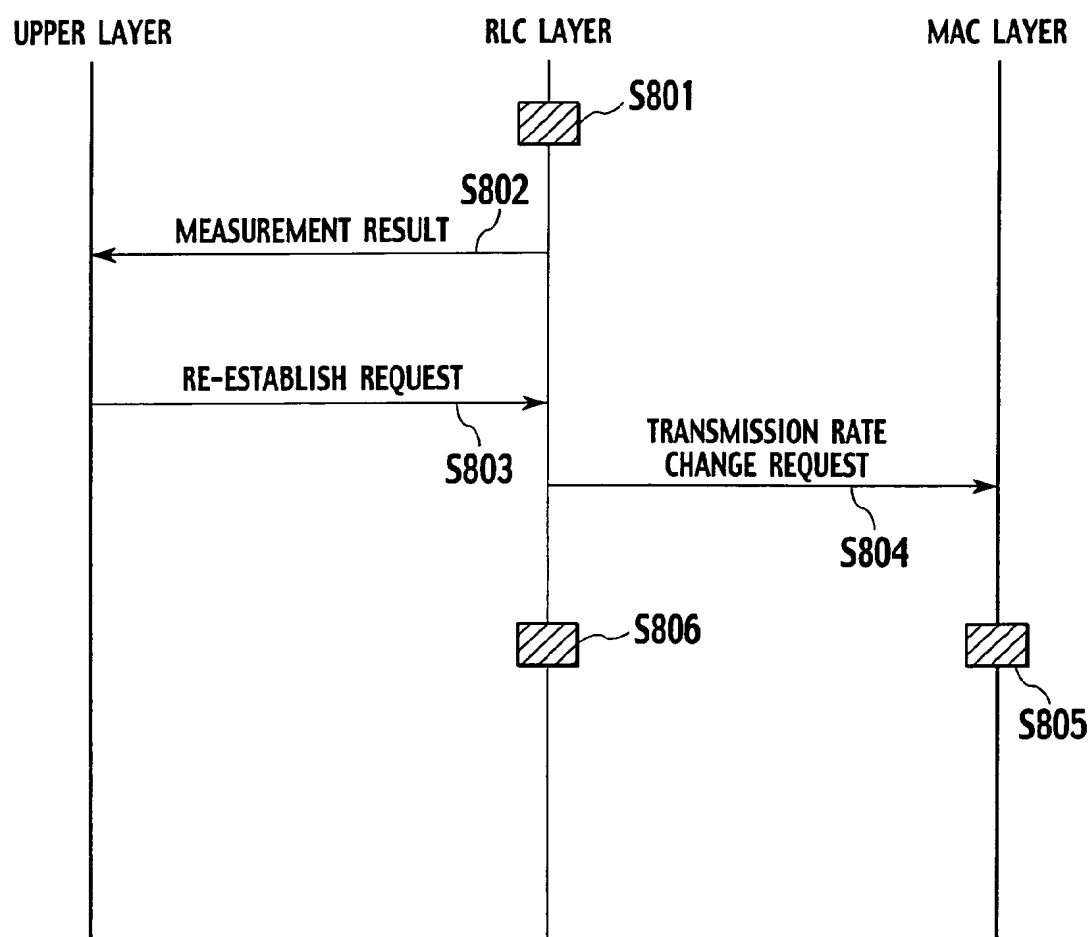 UPPER LAYER
RLC LAYER
MAC LAYER
S801
S802
MEASUREMENT RESULT
RE-ESTABLISH REQUEST
S803
TRANSMISSION RATE
CHANGE REQUEST
S804
S806
S805